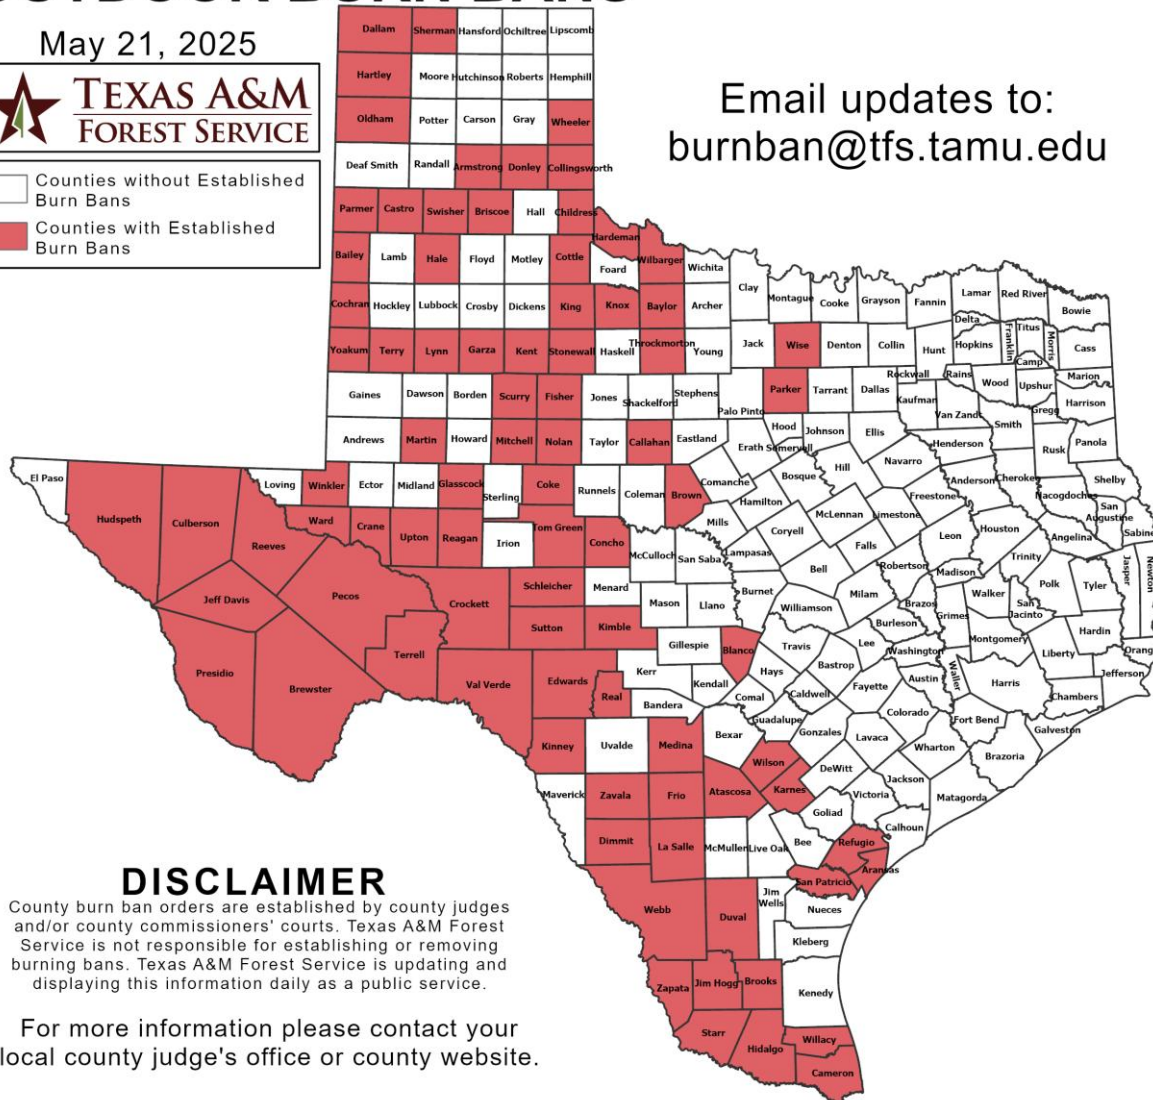 May 21, 2025
TEXAS A&M
FOREST SERVICE
Counties without Established
Burn Bans
Counties with Established
Burn Bans
Email updates to:
burnban@tfs.tamu.edu
Dallam Sherman Hansford Ochiltree Lipscomb
Hartley Moore Hutchinson Roberts Hemphill
Oldham Potter Carson Gray Wheeler
Deaf Smith Randall Armstrong Donley Collingsworth
Parmer Castro Swisher Briscoe Hall Childress
Hardeman
Bailey Lamb Hale Floyd Motley Cottle Foard Wilbarger Wichita
Clay Montague Cooke Grayson Fannin Lamar Red River Bowie
Cochran Hockley Lubbock Crosby Dickens King Knox Baylor Archer
Delta Titus Franklin Morris
Yoakum Terry Lynn Garza Kent Stonewall Haskell Throckmorton Young Jack Wise Denton Collin Hunt Hopkins Cass
Camp
Rockwall Rains Wood Upshur Marion
Gaines Dawson Borden Scurry Fisher Jones Shackelford Stephens Palo Pinto Parker Tarrant Dallas Kaufman Van Zandt Gregg Harrison
Smith
Andrews Martin Howard Mitchell Nolan Taylor Callahan Eastland Erath Hood Somervell Johnson Ellis Henderson Rusk Panola
El Paso Loving Winkler Ector Midland Glasscock Sterling Coke Runnels Coleman Brown Comanche Bosque Hill Navarro Anderson Cherokee Shelby
Hamilton Freestone Nacogdoches San Augustine
Hudspeth Culberson Ward Crane Upton Reagan Irion Tom Green Concho Mills Coryell McLennan Limestone Leon Houston Angelina Sabine
Reeves McCulloch San Saba Lampasas Bell Falls Robertson Madison Trinity Polk Tyler Jasper Newton
Jeff Davis Pecos Crockett Schleicher Menard Mason Llano Burnet Williamson Milam Brazos Grimes Walker San Jacinto
Sutton Kimble Burleson Hardin
Presidio Brewster Terrell Val Verde Edwards Real Kerr Gillespie Blanco Travis Lee Washington Montgomery Liberty
Kendall Hays Bastrop Austin Waller Harris Jefferson
Bandera Comal Caldwell Fayette Chambers
Guadalupe Colorado Fort Bend Galveston
Kinney Uvalde Medina Bexar Gonzales Lavaca Wharton Brazoria
Wilson DeWitt Jackson
Maverick Zavala Frio Atascosa Karnes Victoria Matagorda
Goliad Calhoun
Dimmit La Salle McMullen Live Oak Bee Refugio
Aransas
San Patricio
Webb Duval Jim Wells Nueces
Kleberg
Zapata Jim Hogg Brooks Kenedy
Starr Hidalgo Willacy
Cameron
DISCLAIMER
County burn ban orders are established by county judges
and/or county commissioners' courts. Texas A&M Forest
Service is not responsible for establishing or removing
burning bans. Texas A&M Forest Service is updating and
displaying this information daily as a public service.
For more information please contact your
local county judge's office or county website.